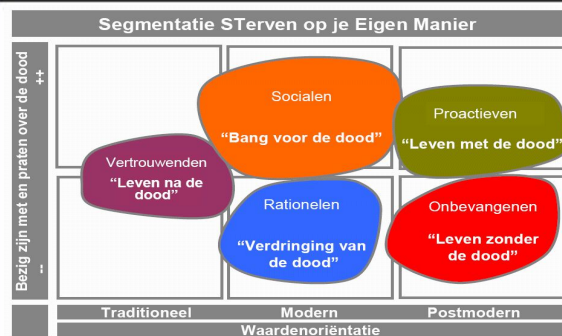 Segmentatie STerven op je Eigen Manier
Bezig zijn met en praten over de dood
++
--
Socialen
“Bang voor de dood”
Proactieven
“Leven met de dood”
Vertrouwenden
“Leven na de
dood”
Rationelen
“Verdringing van
de dood”
Onbevangenen
“Leven zonder
de dood”
Traditioneel
Modern
Postmodern
Waardenoriëntatie